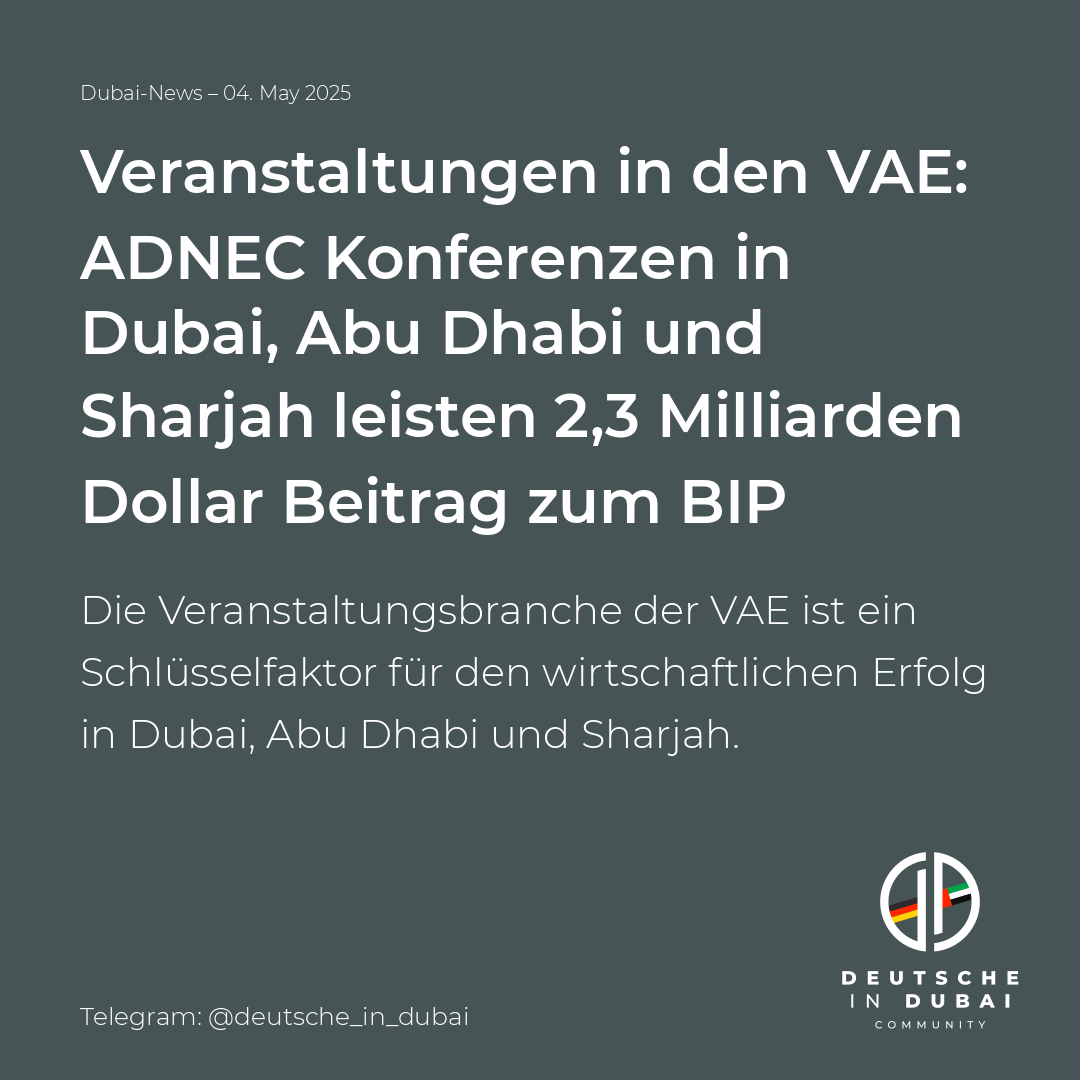 Dubai-News – 04. May 2025
Veranstaltungen in den VAE:
ADNEC Konferenzen in
Dubai, Abu Dhabi und
Sharjah leisten 2,3 Milliarden
Dollar Beitrag zum BIP
Die Veranstaltungsbranche der VAE ist ein
Schlüsselfaktor für den wirtschaftlichen Erfolg
in Dubai, Abu Dhabi und Sharjah.
DEUTSCHE
IN DUBAI
COMMUNITY
Telegram: @deutsche_in_dubai